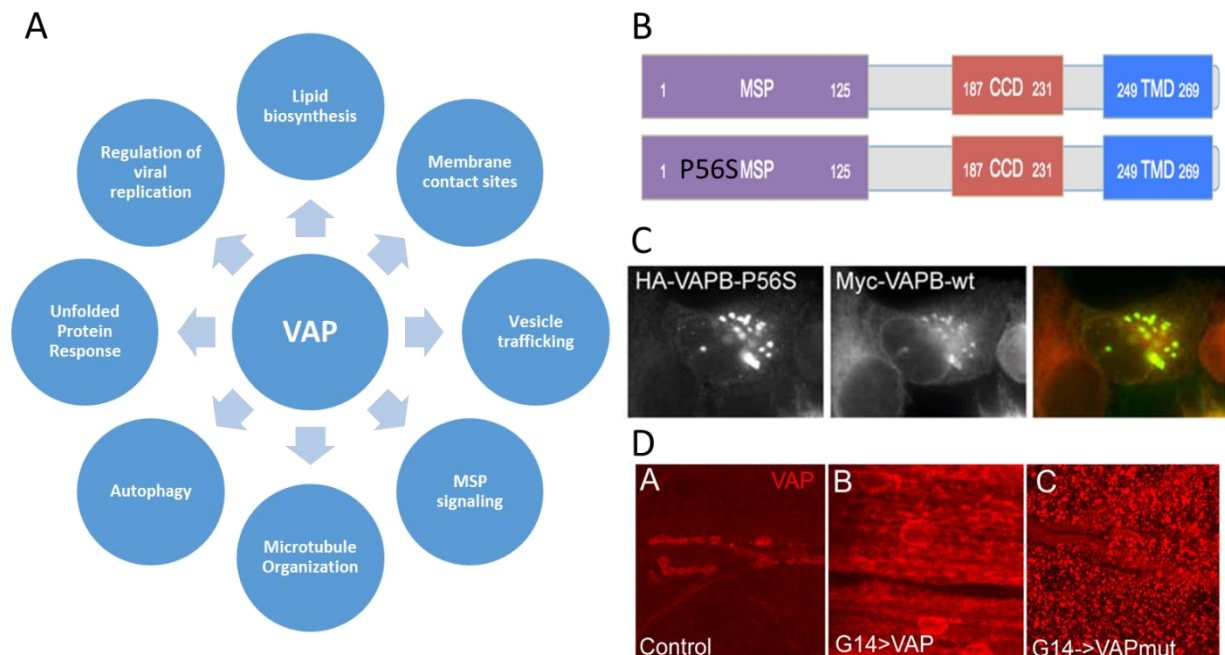 A
Lipid
biosynthesis
Membrane
contact sites
Vesicle
trafficking
MSP
signaling
Microtubule
Organization
Autophagy
Unfolded
Protein
Response
Regulation of
viral
replication
VAP
B
1 MSP 125 187 CCD 231 249 TMD 269
1 P56S MSP 125 187 CCD 231 249 TMD 269
C
HA-VAPB-P56S Myc-VAPB-wt
D
A VAP B C
Control G14>VAP G14->VAPmut